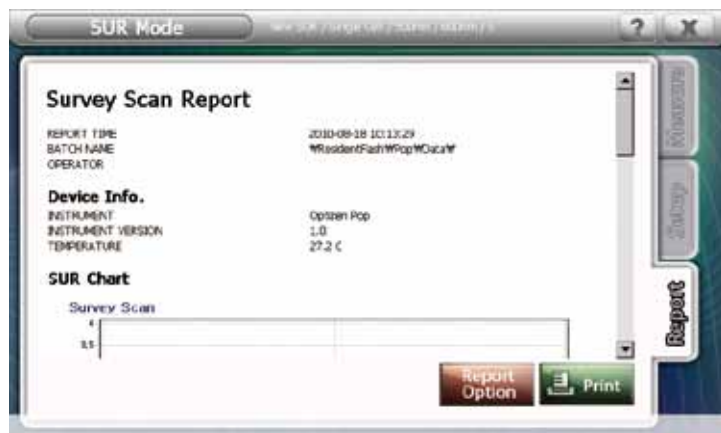 SUR Mode
? X
Survey Scan Report
REPORT TIME 2010-08-18 10:13:29
BATCH NAME ₩ResidentFlash₩Pop₩Data₩
OPERATOR
Device Info.
INSTRUMENT Optizen Pop
INSTRUMENT VERSION 1.0
TEMPERATURE 27.2 C
SUR Chart
Survey Scan
4
3.5
Measure
Setup
Report
Report Option
Print